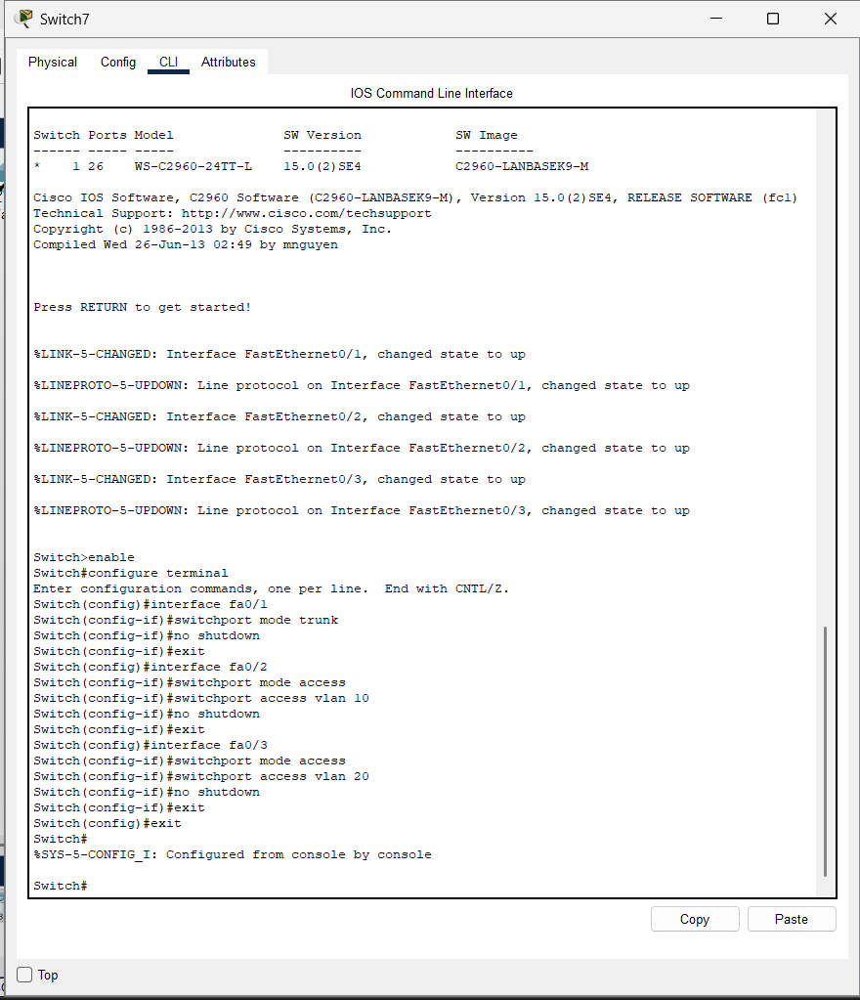 Switch7
Physical Config CLI Attributes
IOS Command Line Interface
Switch Ports Model SW Version SW Image
------ ----- ----- ---------- ----------
* 1 26 WS-C2960-24TT-L 15.0(2)SE4 C2960-LANBASEK9-M
Cisco IOS Software, C2960 Software (C2960-LANBASEK9-M), Version 15.0(2)SE4, RELEASE SOFTWARE (fc1)
Technical Support: http://www.cisco.com/techsupport
Copyright (c) 1986-2013 by Cisco Systems, Inc.
Compiled Wed 26-Jun-13 02:49 by mnguyen
Press RETURN to get started!
%LINK-5-CHANGED: Interface FastEthernet0/1, changed state to up
%LINEPROTO-5-UPDOWN: Line protocol on Interface FastEthernet0/1, changed state to up
%LINK-5-CHANGED: Interface FastEthernet0/2, changed state to up
%LINEPROTO-5-UPDOWN: Line protocol on Interface FastEthernet0/2, changed state to up
%LINK-5-CHANGED: Interface FastEthernet0/3, changed state to up
%LINEPROTO-5-UPDOWN: Line protocol on Interface FastEthernet0/3, changed state to up
Switch>enable
Switch#configure terminal
Enter configuration commands, one per line. End with CNTL/Z.
Switch(config)#interface fa0/1
Switch(config-if)#switchport mode trunk
Switch(config-if)#no shutdown
Switch(config-if)#exit
Switch(config)#interface fa0/2
Switch(config-if)#switchport mode access
Switch(config-if)#switchport access vlan 10
Switch(config-if)#no shutdown
Switch(config-if)#exit
Switch(config)#interface fa0/3
Switch(config-if)#switchport mode access
Switch(config-if)#switchport access vlan 20
Switch(config-if)#no shutdown
Switch(config-if)#exit
Switch(config)#exit
Switch#
%SYS-5-CONFIG_I: Configured from console by console
Switch#
Copy Paste
Top